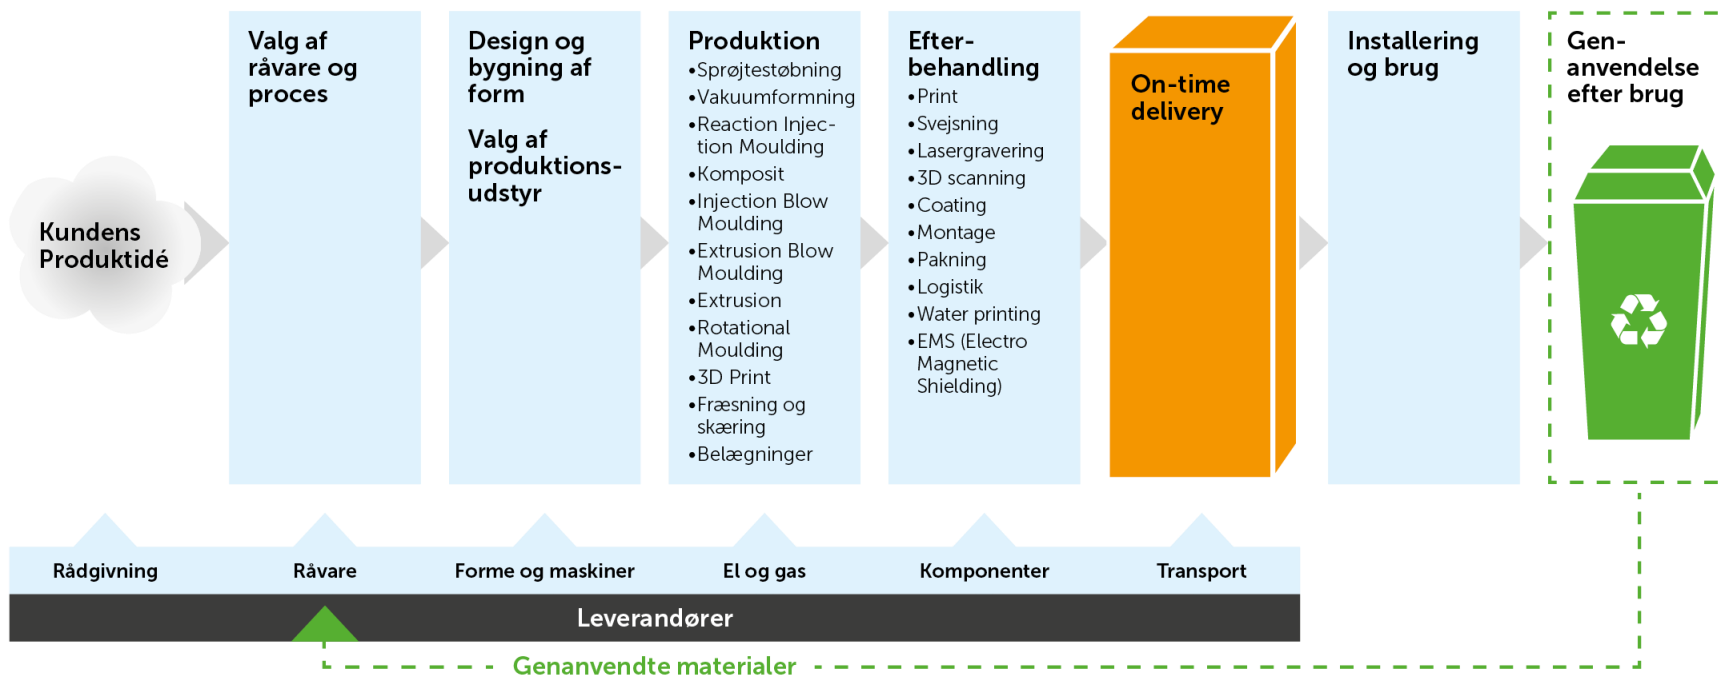 Kundens
Produktidé
Valg af
råvare og
proces
Design og
bygning af
form
Valg af
produktions-
udstyr
Produktion
•Sprøjtestøbning
•Vakuumformning
•Reaction Injec-
tion Moulding
•Komposit
•Injection Blow
Moulding
•Extrusion Blow
Moulding
•Extrusion
•Rotational
Moulding
•3D Print
•Fræsning og
skæring
•Belægninger
Efter-
behandling
•Print
•Svejsning
•Lasergravering
•3D scanning
•Coating
•Montage
•Pakning
•Logistik
•Water printing
•EMS (Electro
Magnetic
Shielding)
On-time
delivery
Installering
og brug
Gen-
anvendelse
efter brug
Rådgivning
Råvare
Forme og maskiner
El og gas
Komponenter
Transport
Leverandører
Genanvendte materialer